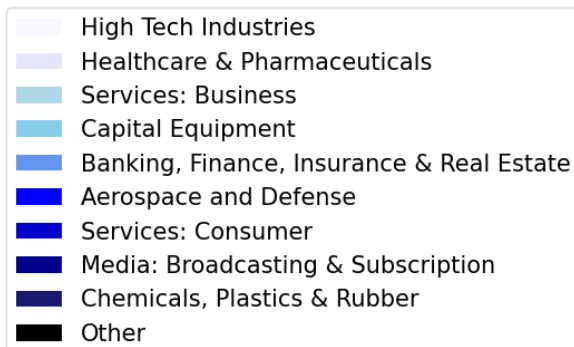 High Tech Industries
Healthcare & Pharmaceuticals
Services: Business
Capital Equipment
Banking, Finance, Insurance & Real Estate
Aerospace and Defense
Services: Consumer
Media: Broadcasting & Subscription
Chemicals, Plastics & Rubber
Other